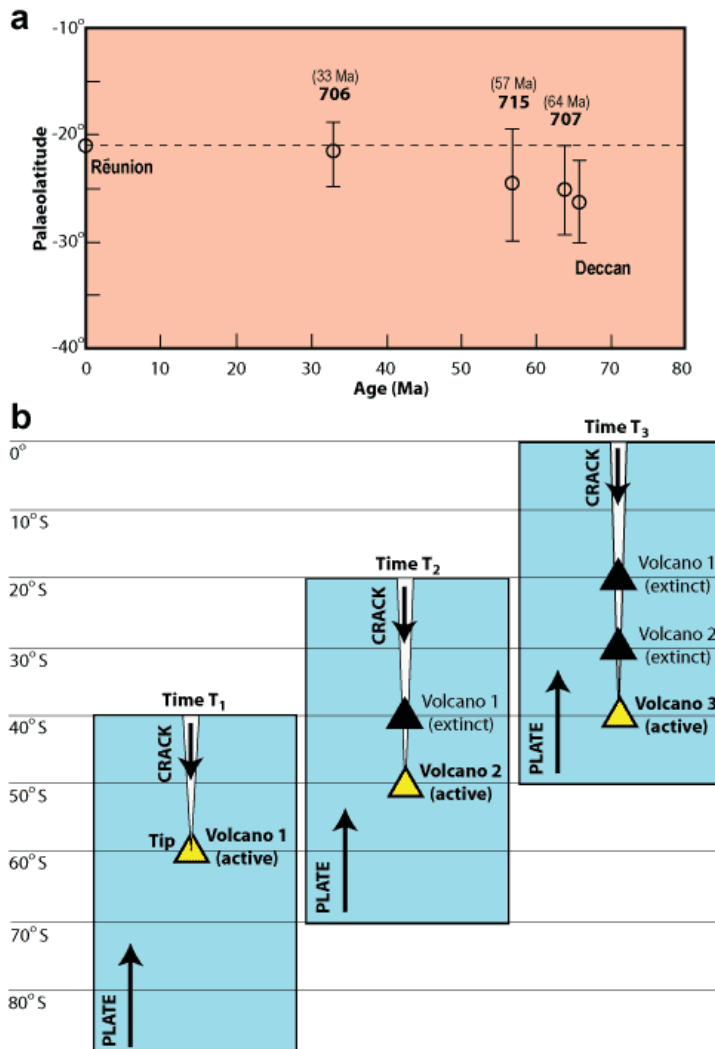 a
-10°
(33 Ma)
706
(57 Ma)
715
(64 Ma)
707
-20°
Réunion
Palaeolatitude
-30°
Deccan
-40°
0 10 20 30 40 50 60 70 80
Age (Ma)
b
Time T3
0°
CRACK
10°S
Time T2
Volcano 1
(extinct)
20°S
CRACK
Volcano 2
(extinct)
30°S
Time T1
Volcano 1
(extinct)
Volcano 3
(active)
40°S
CRACK
PLATE
Volcano 2
(active)
50°S
Tip
Volcano 1
(active)
60°S
PLATE
70°S
80°S
PLATE